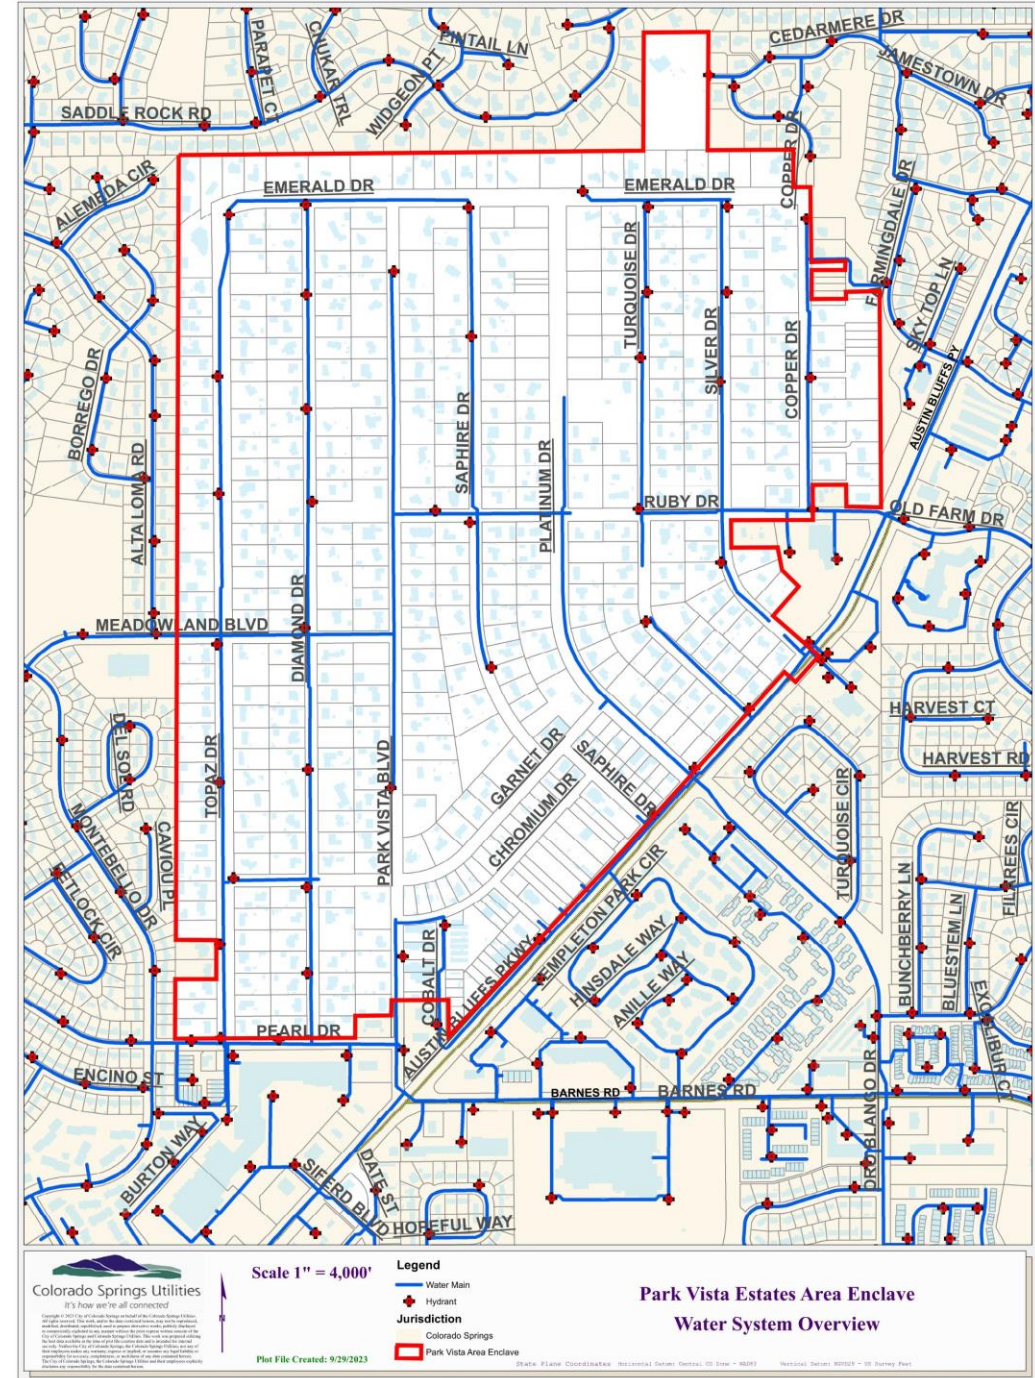 CEDARMERE DR
PARAPET CT
CHUKAR TRL
PINTAIL LN
WIDGEON PT
JAMESTOWN DR
SADDLE ROCK RD
COPPER DR
ALEMEDA CIR
EMERALD DR
EMERALD DR
FARMINGDALE DR
TURQUOISE DR
SKY TOP LN
SILVER DR
COPPER DR
BORREGO DR
SAPHIRE DR
AUSTIN BLUFFS PY
ALTA LOMA RD
PLATINUM DR
RUBY DR
OLD FARM DR
MEADOWLAND BLVD
DIAMOND DR
HARVEST CT
DEL SOL RD
TOPAZ DR
PARK VISTA BLVD
GARNET DR
SAPHIRE DR
HARVEST RD
CHROMIUM DR
MONTEBELLO DR
CAVIOU PL
TURQUOISE CIR
FETLOCK CIR
TEMPLETON PARK CIR
BUNCHBERRY LN
FILAREES CIR
BLUESTEM LN
COBALT DR
HINSDALE WAY
ANILLE WAY
AUSTIN BLUFFS PKWY
EXCALIBUR CT
PEARL DR
ENCINO ST
BARNES RD
BARNES RD
ORO BLANCO DR
BURTON WAY
SIFERD BLVD
DATE ST
HOPEFUL WAY
Colorado Springs Utilities
It's how we're all connected
N
Scale 1" = 4,000'
Plot File Created: 9/29/2023
Legend
Water Main
Hydrant
Jurisdiction
Colorado Springs
Park Vista Area Enclave
Park Vista Estates Area Enclave
Water System Overview